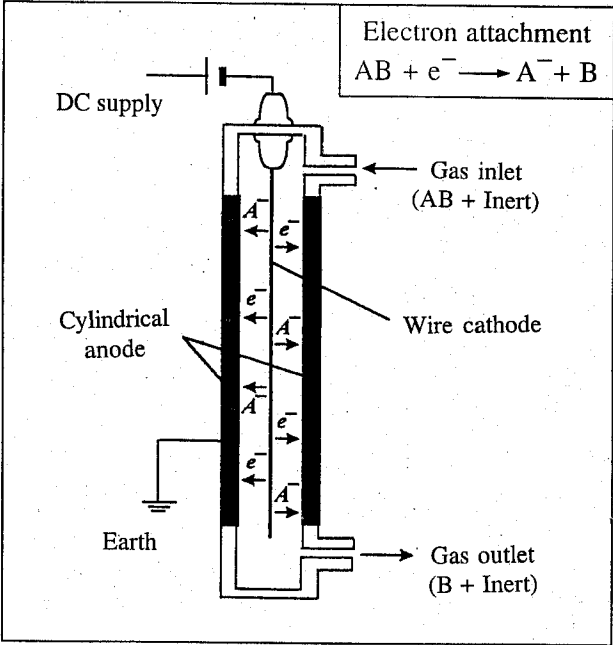 Electron attachment
AB + e⁻ → A⁻ + B
DC supply
Gas inlet
(AB + Inert)
A⁻
e⁻
e⁻
Cylindrical
anode
A⁻
Wire cathode
A⁻
e⁻
e⁻
A⁻
Earth
Gas outlet
(B + Inert)